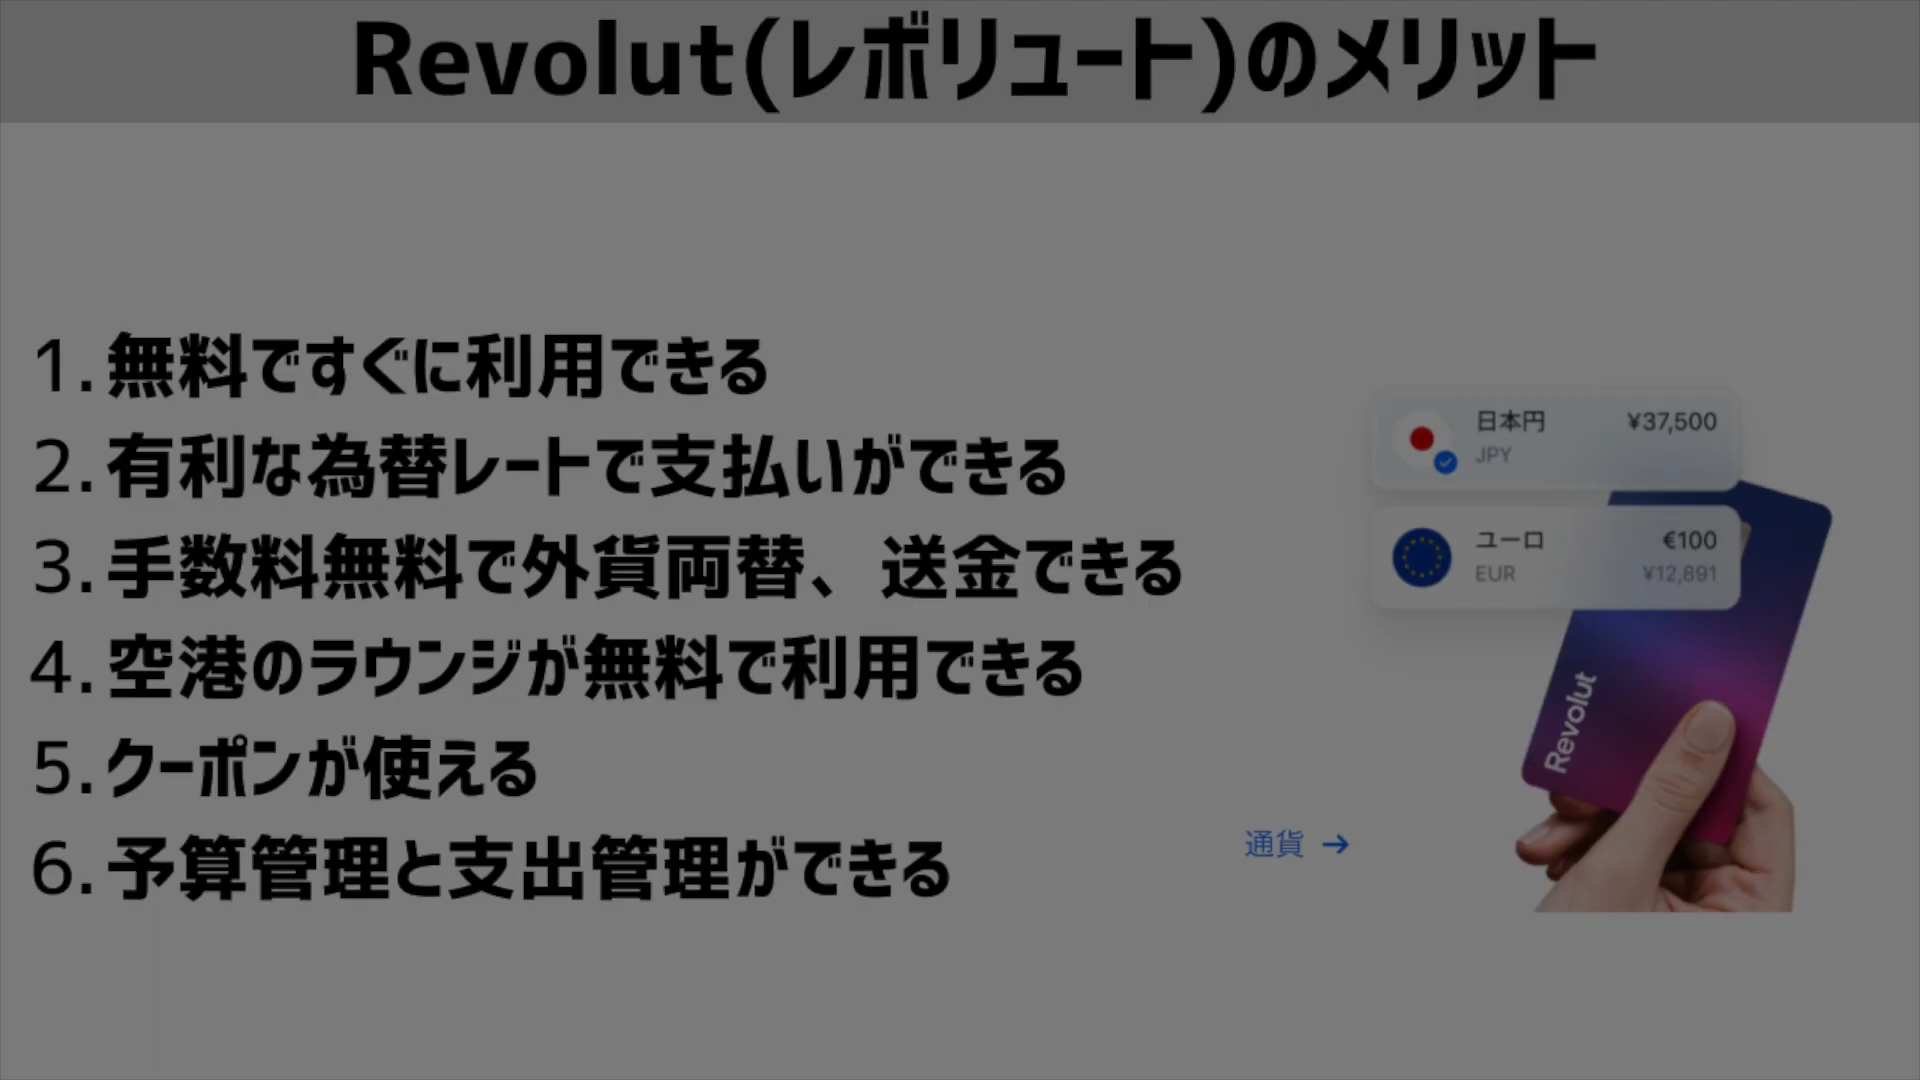 Revolut(レボリュート)のメリット
1.無料ですぐに利用できる
2.有利な為替レートで支払いができる
3.手数料無料で外貨両替、送金できる
4.空港のラウンジが無料で利用できる
5.クーポンが使える
6.予算管理と支出管理ができる
日本円 ¥37,500
JPY
ユーロ €100
EUR ¥12,891
Revolut
通貨 →